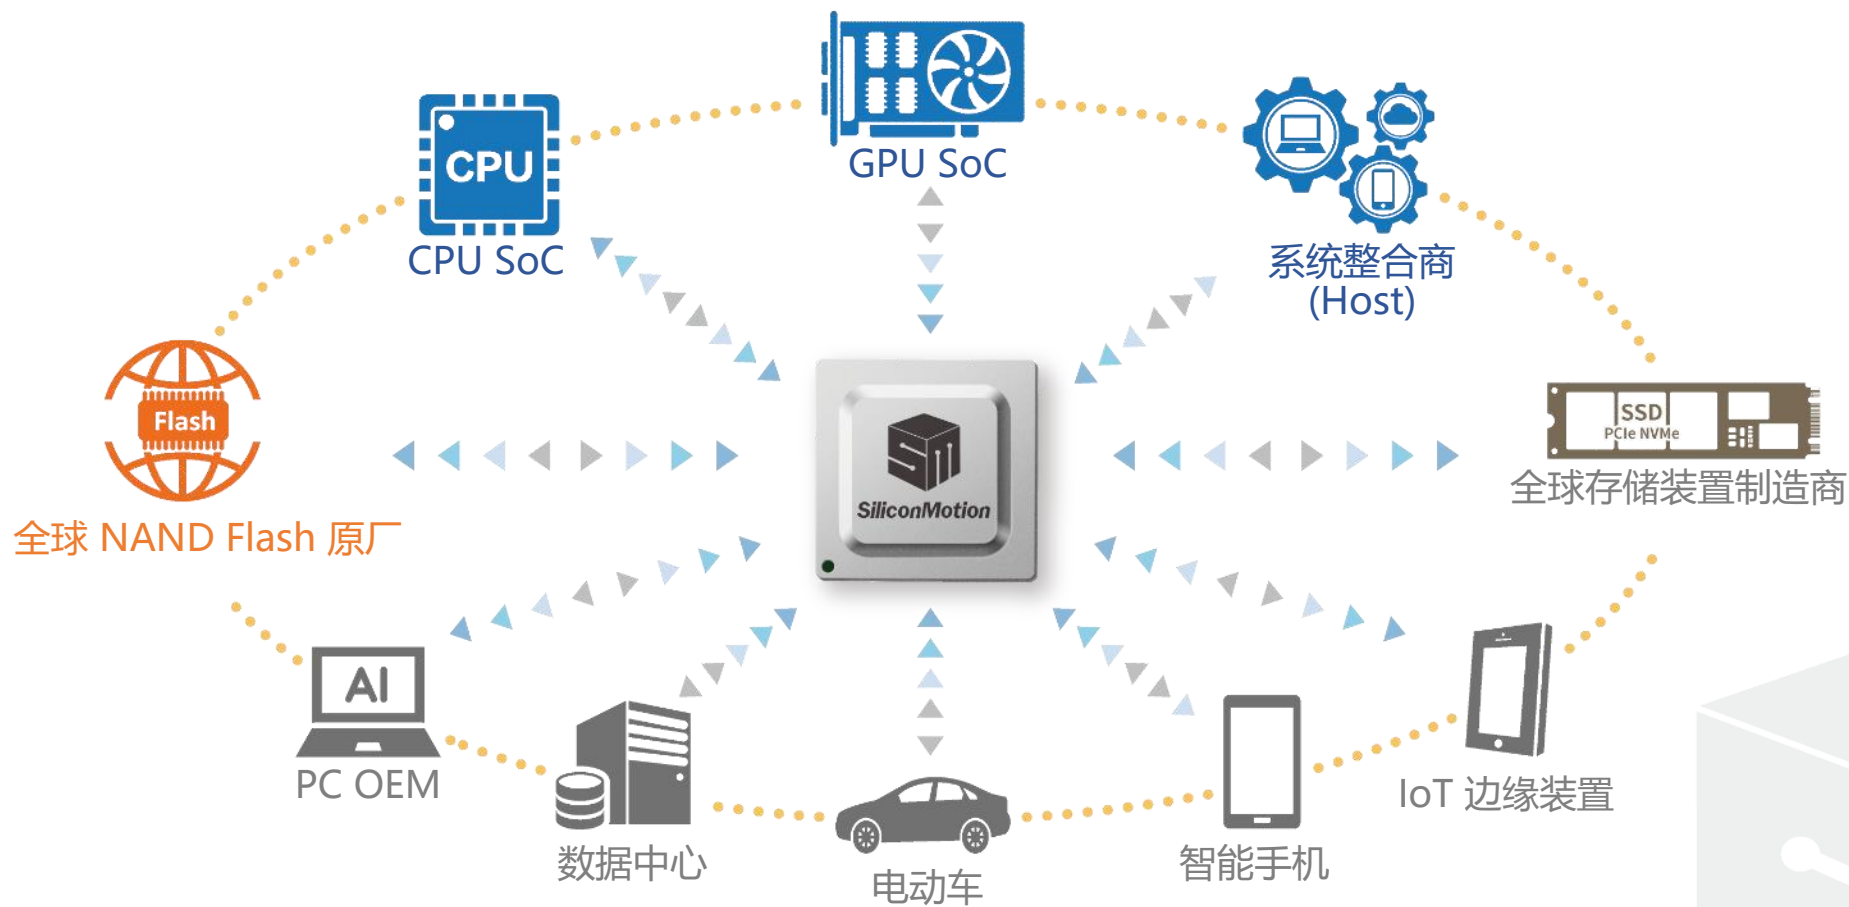 GPU SoC
CPU
CPU SoC
系统整合商
(Host)
Flash
全球 NAND Flash 原厂
SiliconMotion
SSD
PCIe NVMe
全球存储装置制造商
AI
PC OEM
数据中心
电动车
智能手机
IoT 边缘装置